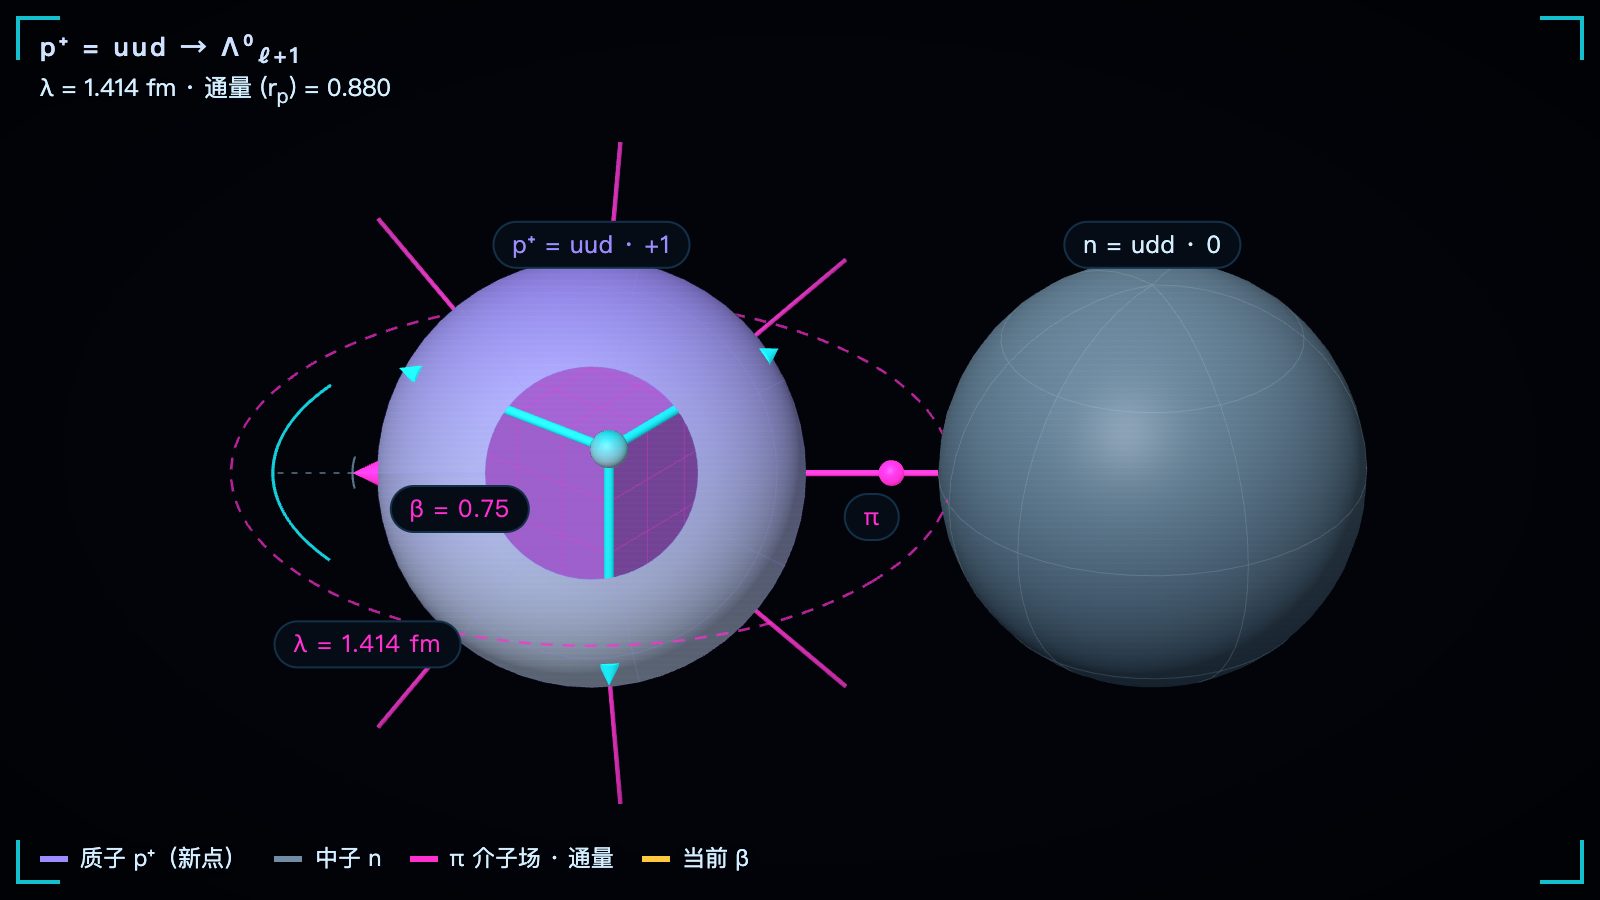 p⁺ = uud → Λ⁰ℓ+1
λ = 1.414 fm · 通量 (rp) = 0.880
p⁺ = uud · +1
n = udd · 0
β = 0.75
π
λ = 1.414 fm
质子 p⁺（新点）
中子 n
π 介子场 · 通量
当前 β